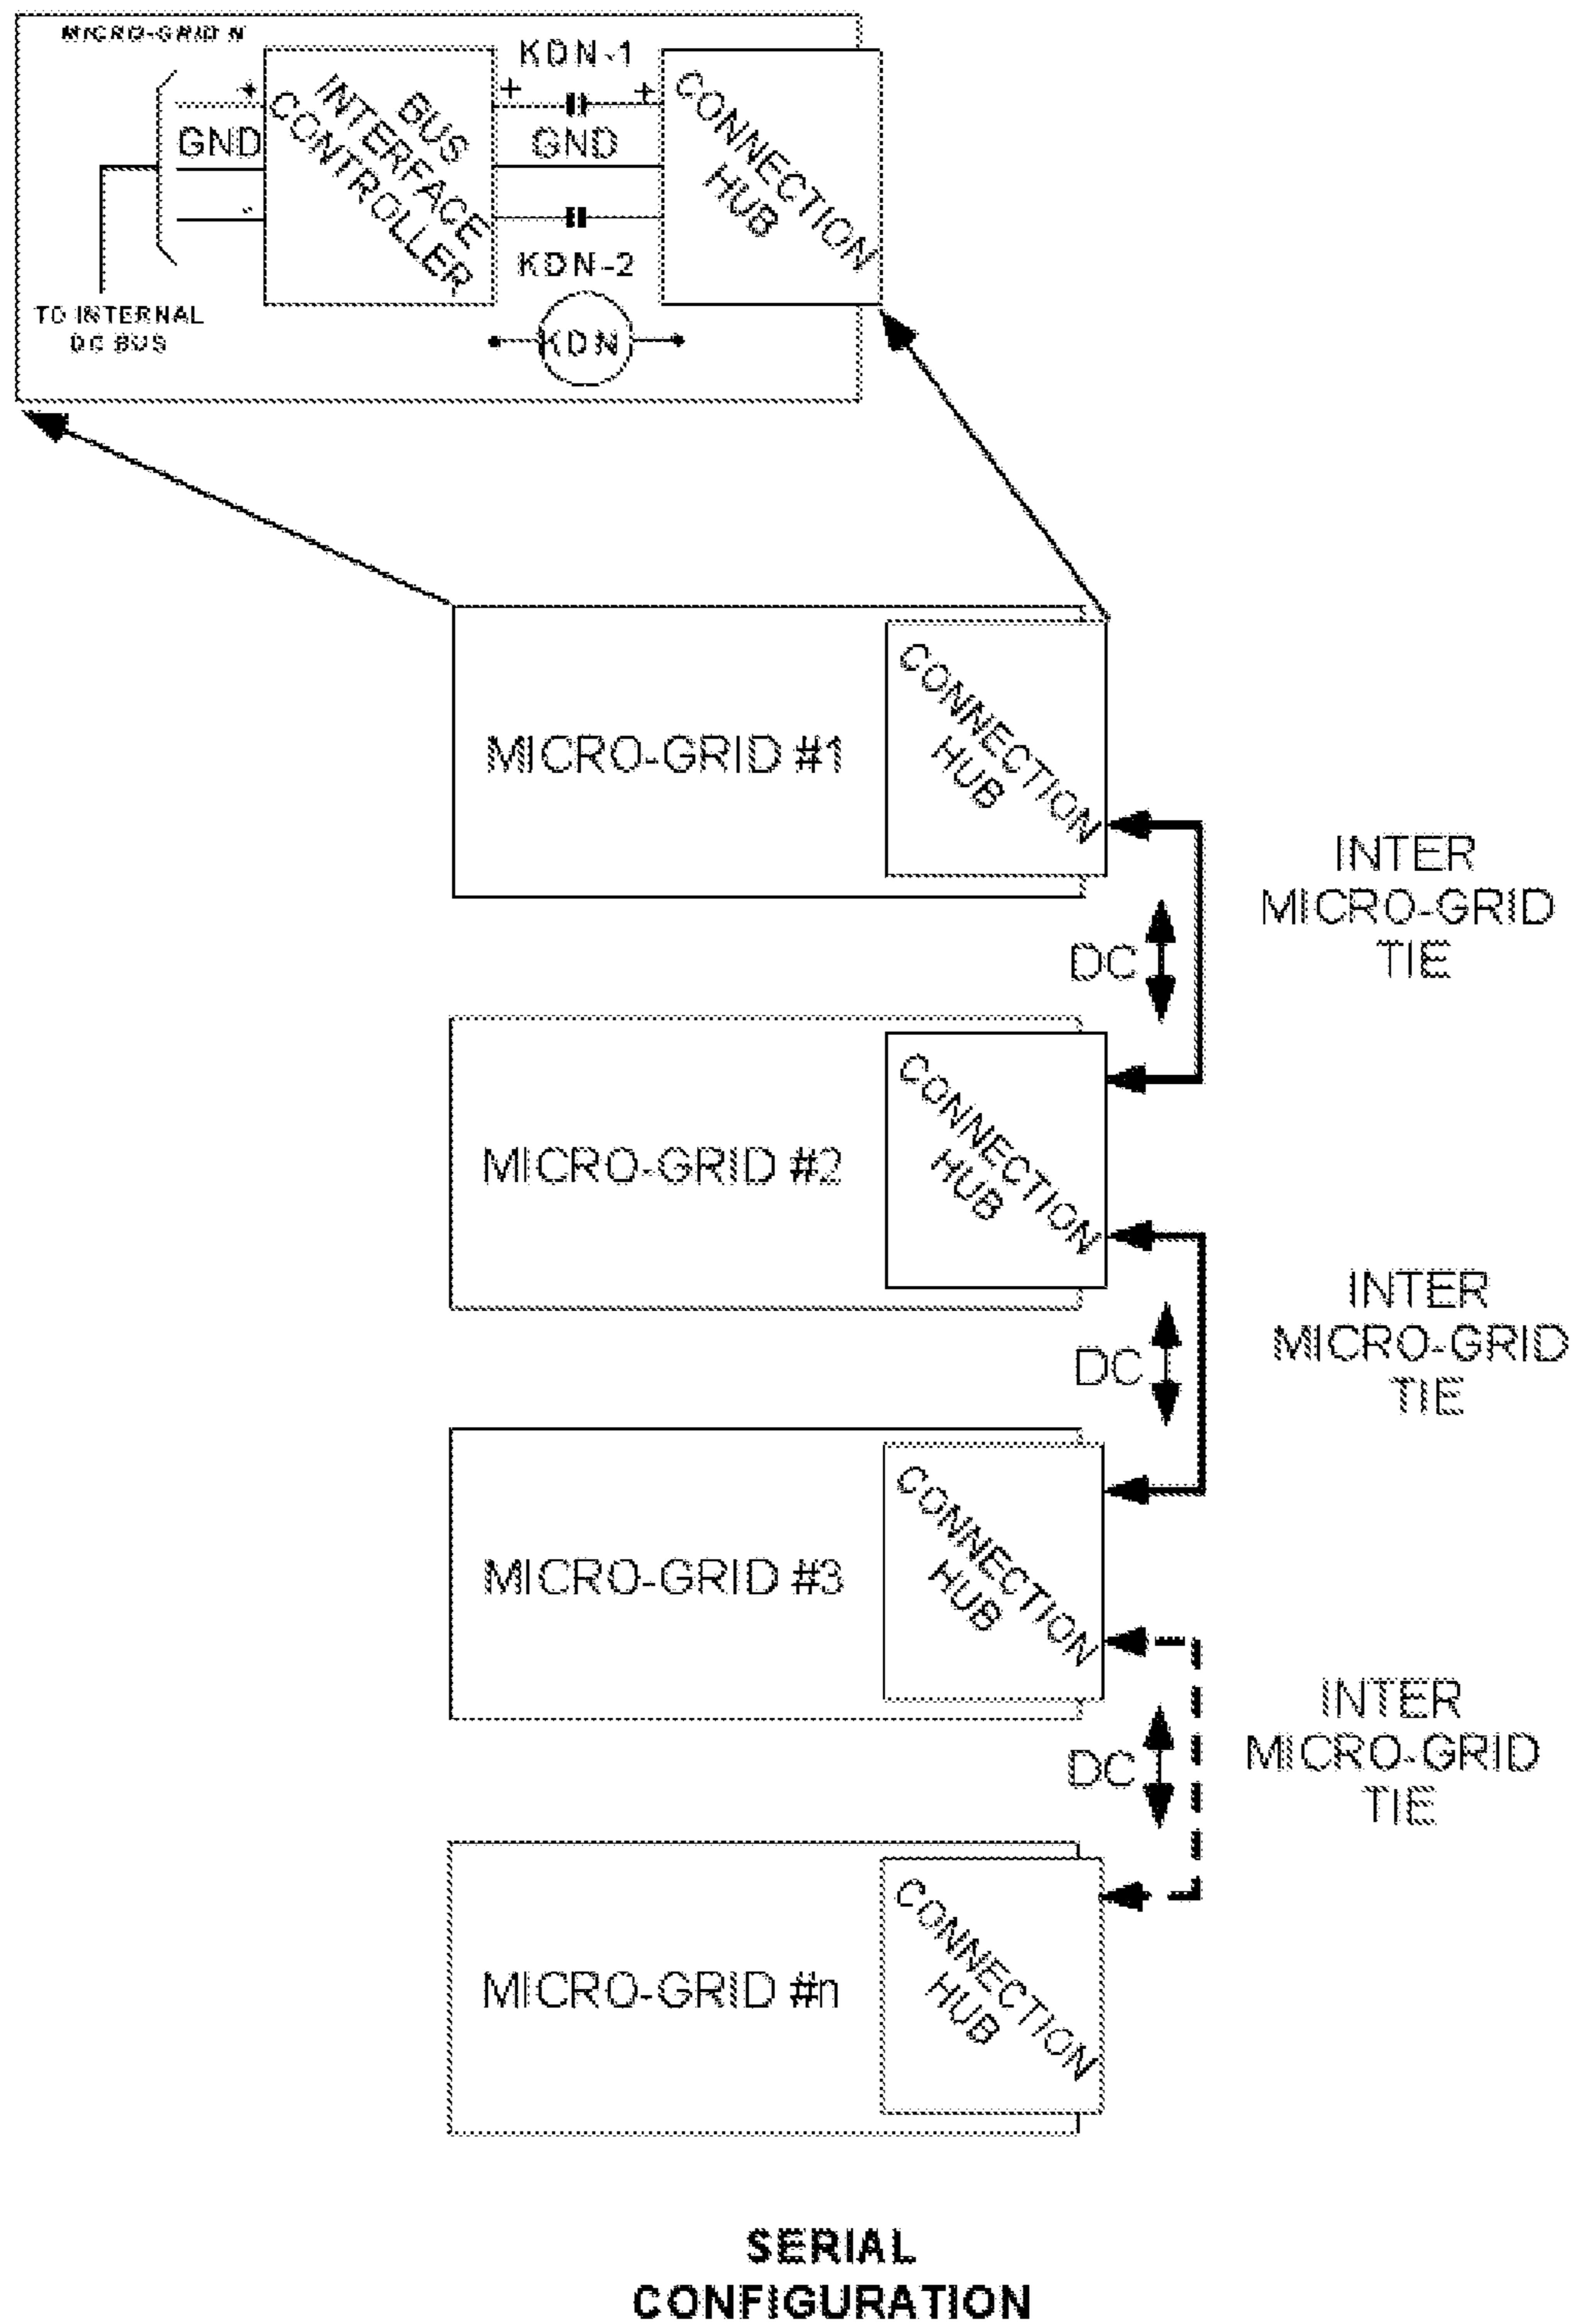 MICRO-GRID N
KDN-1
+
+
+
BUS
INTERFACE
CONTROLLER
CONNECTION
HUB
GND
GND
-
KDN-2
KDN
TO INTERNAL
DC BUS
MICRO-GRID #1
CONNECTION
HUB
INTER
MICRO-GRID
TIE
DC
MICRO-GRID #2
CONNECTION
HUB
INTER
MICRO-GRID
TIE
DC
MICRO-GRID #3
CONNECTION
HUB
INTER
MICRO-GRID
TIE
DC
MICRO-GRID #n
CONNECTION
HUB
SERIAL
CONFIGURATION